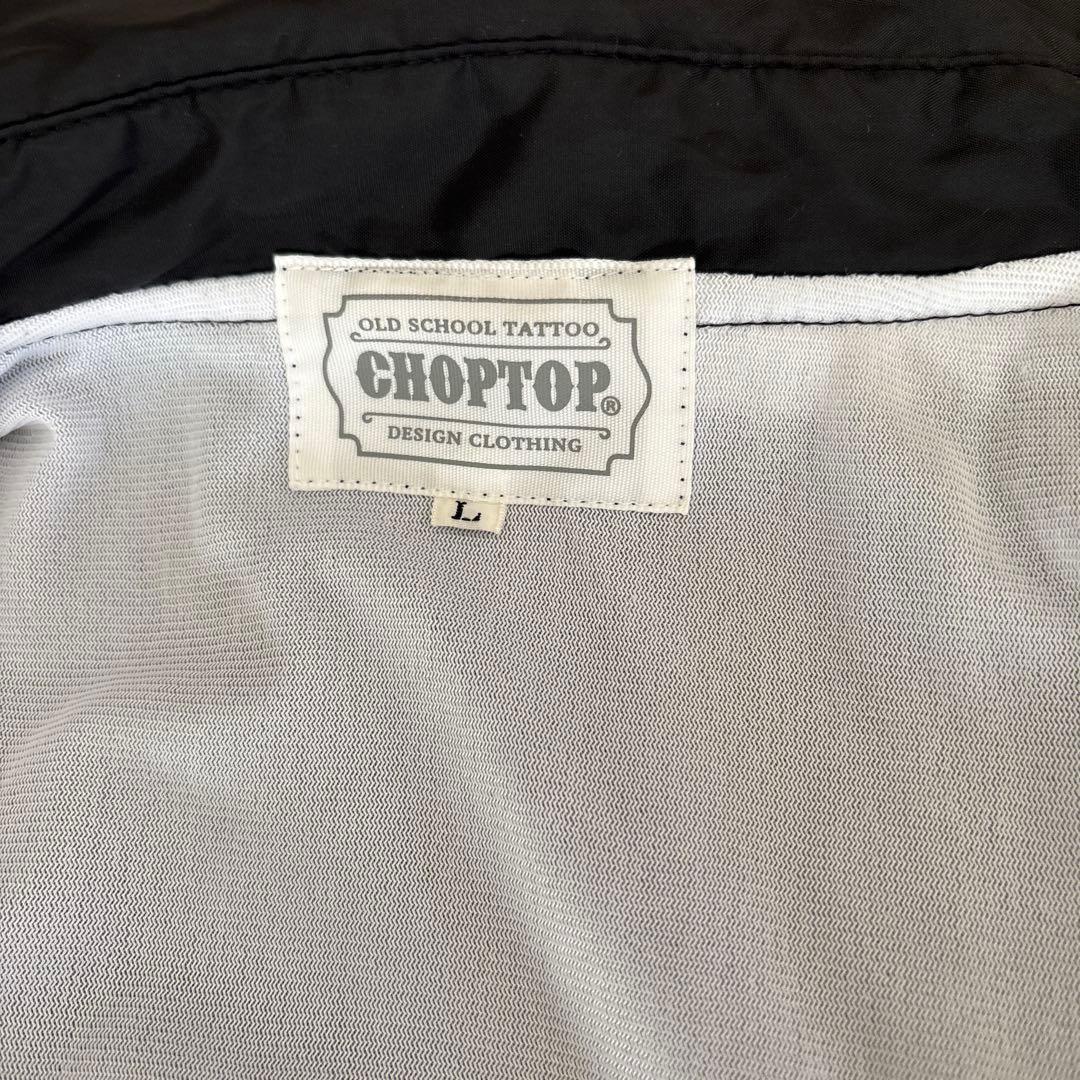 OLD SCHOOL TATTOO
CHOPTOP®
DESIGN CLOTHING
L